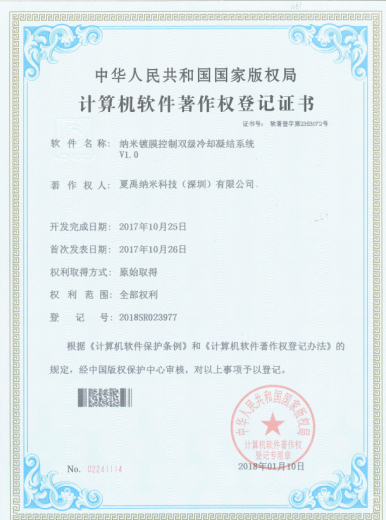 中华人民共和国国家版权局
计算机软件著作权登记证书
证书号： 软著登字第2353072号
软件名称： 纳米镀膜控制双级冷却凝结系统
V1.0
著作权人： 夏禹纳米科技（深圳）有限公司
开发完成日期： 2017年10月25日
首次发表日期： 2017年10月26日
权利取得方式： 原始取得
权利范围： 全部权利
登记号： 2018SR023977
根据《计算机软件保护条例》和《计算机软件著作权登记办法》的
规定，经中国版权保护中心审核，对以上事项予以登记。
中华人民共和国国家版权局
计算机软件著作权
登记专用章
No. 02241114
2018年01月10日